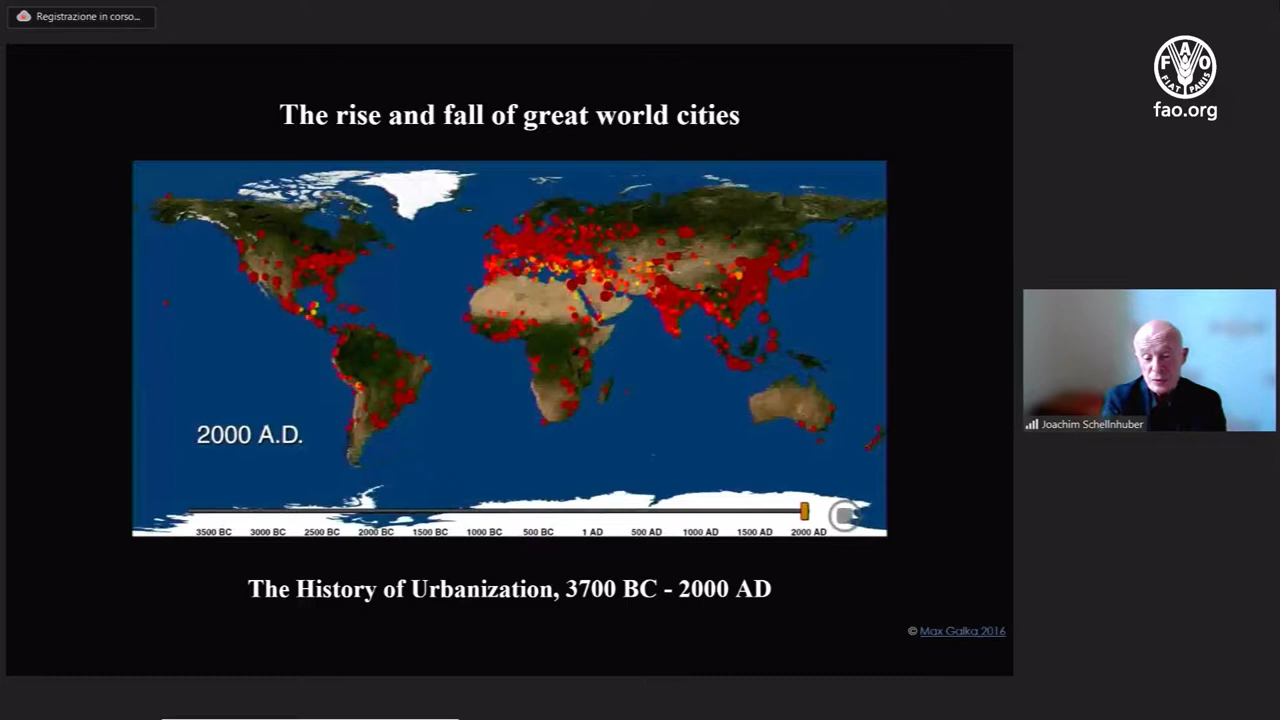 Registrazione in corso...
FAO
FIAT PANIS
fao.org
The rise and fall of great world cities
2000 A.D.
3500 BC 3000 BC 2500 BC 2000 BC 1500 BC 1000 BC 500 BC 1 AD 500 AD 1000 AD 1500 AD 2000 AD
Joachim Schellnhuber
The History of Urbanization, 3700 BC - 2000 AD
© Max Galka 2016